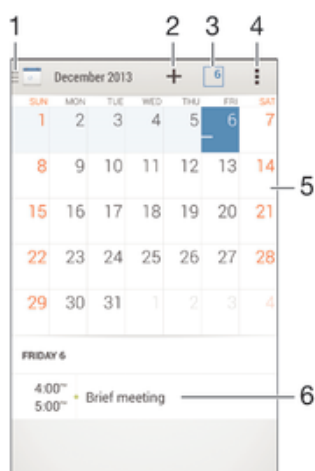 1 2 3 4
December 2013 + 6
SUN MON TUE WED THU FRI SAT
1 2 3 4 5 6 7
8 9 10 11 12 13 14
5
15 16 17 18 19 20 21
22 23 24 25 26 27 28
29 30 31 1 2 3 4
FRIDAY 6
4:00 PM
Brief meeting 6
5:00 PM